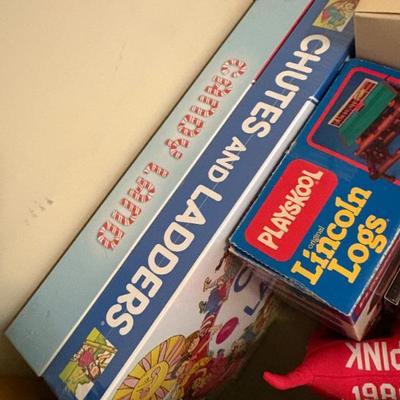 CANDY LAND
CHUTES AND LADDERS
PLAYSKOOL
original
Lincoln
Logs
PINK